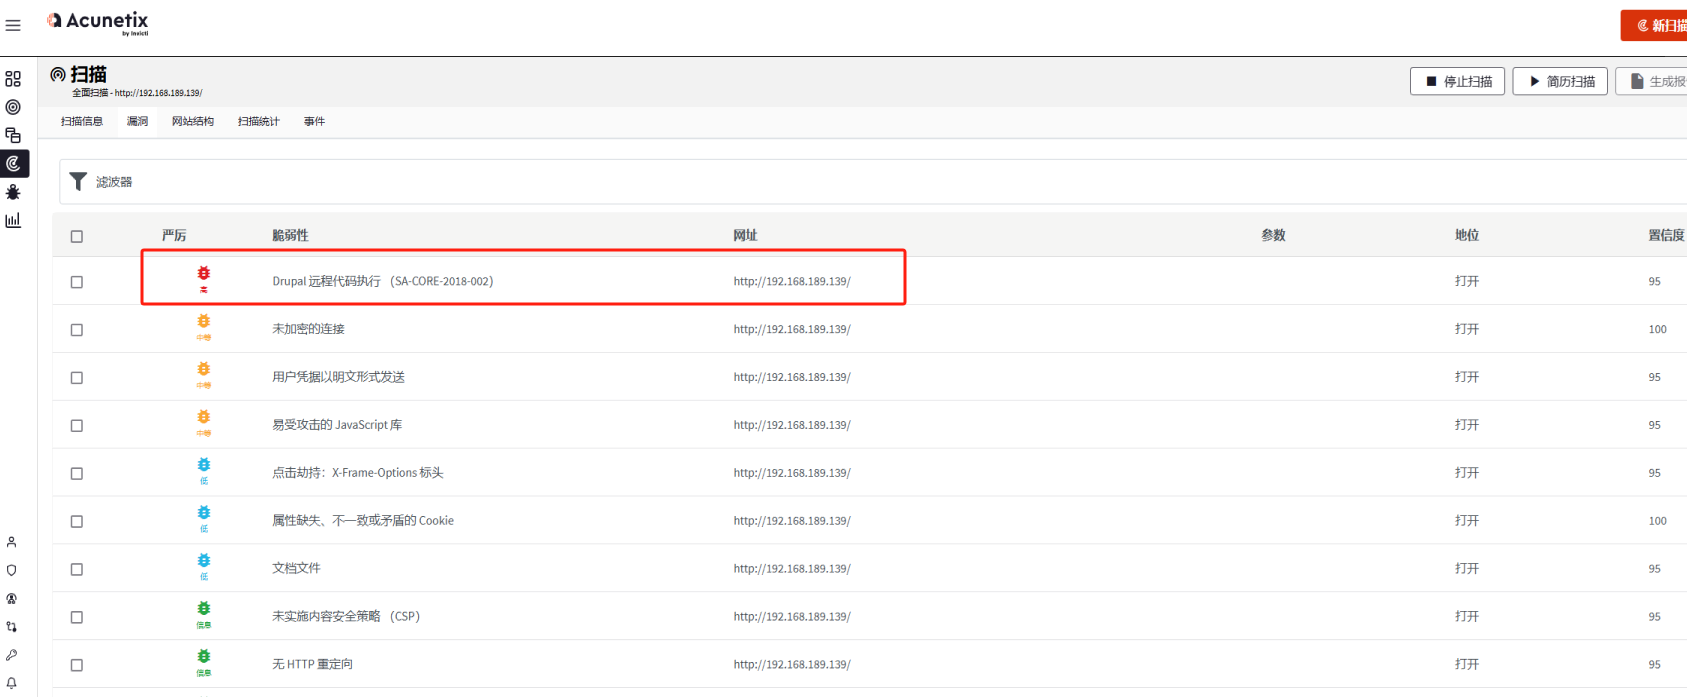 Acunetix
by Invicti
新扫描
扫描
全面扫描 - http://192.168.189.139/
停止扫描
简历扫描
生成报
扫描信息 漏洞 网站结构 扫描统计 事件
滤波器
严厉 脆弱性 网址 参数 地位 置信度
高 Drupal 远程代码执行 （SA-CORE-2018-002） http://192.168.189.139/ 打开 95
中等 未加密的连接 http://192.168.189.139/ 打开 100
中等 用户凭据以明文形式发送 http://192.168.189.139/ 打开 95
中等 易受攻击的 JavaScript 库 http://192.168.189.139/ 打开 95
低 点击劫持：X-Frame-Options 标头 http://192.168.189.139/ 打开 95
低 属性缺失、不一致或矛盾的 Cookie http://192.168.189.139/ 打开 100
低 文档文件 http://192.168.189.139/ 打开 95
信息 未实施内容安全策略 （CSP） http://192.168.189.139/ 打开 95
信息 无 HTTP 重定向 http://192.168.189.139/ 打开 95